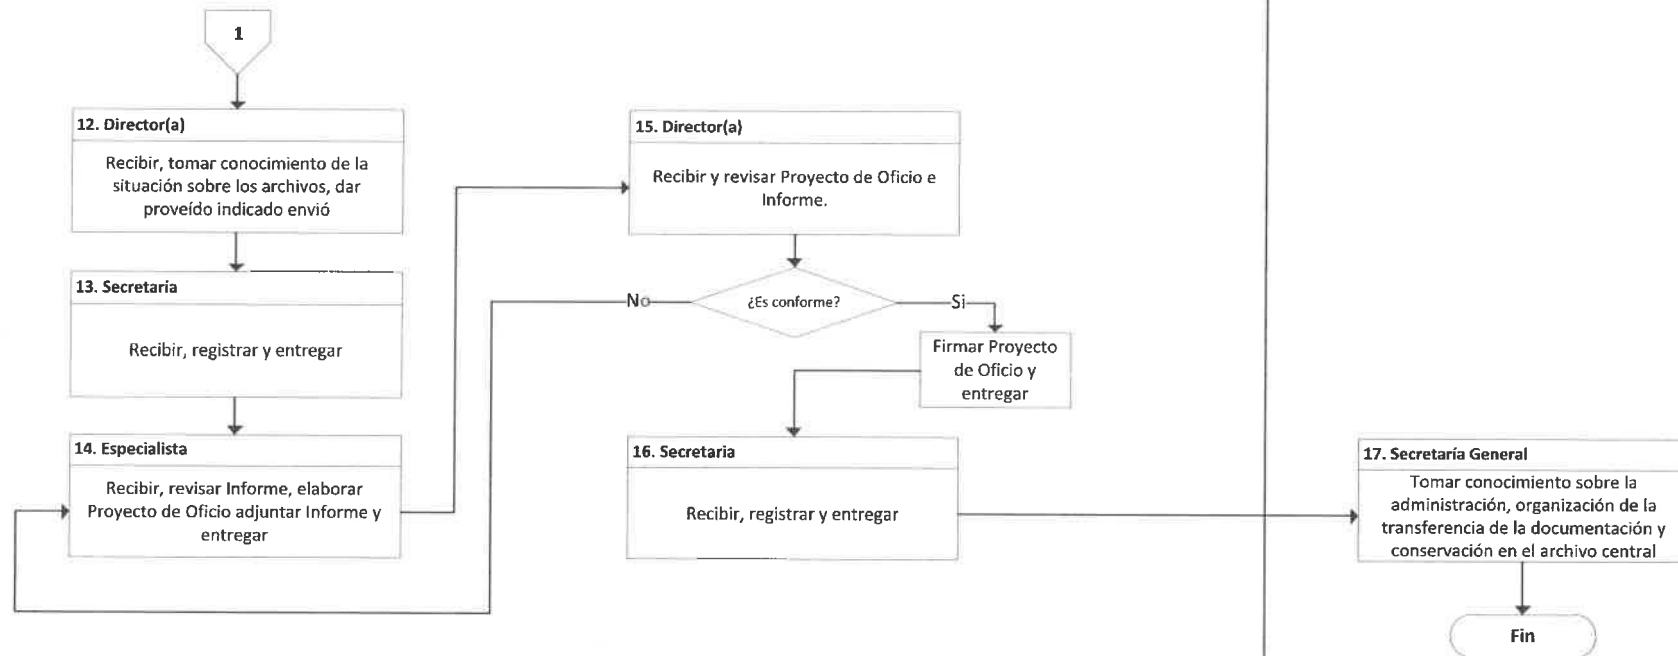 1
12. Director(a)
Recibir, tomar conocimiento de la
situación sobre los archivos, dar
proveído indicado envió
13. Secretaria
Recibir, registrar y entregar
14. Especialista
Recibir, revisar Informe, elaborar
Proyecto de Oficio adjuntar Informe y
entregar
15. Director(a)
Recibir y revisar Proyecto de Oficio e
Informe.
¿Es conforme?
No
Si
Firmar Proyecto
de Oficio y
entregar
16. Secretaria
Recibir, registrar y entregar
17. Secretaría General
Tomar conocimiento sobre la
administración, organización de la
transferencia de la documentación y
conservación en el archivo central
Fin